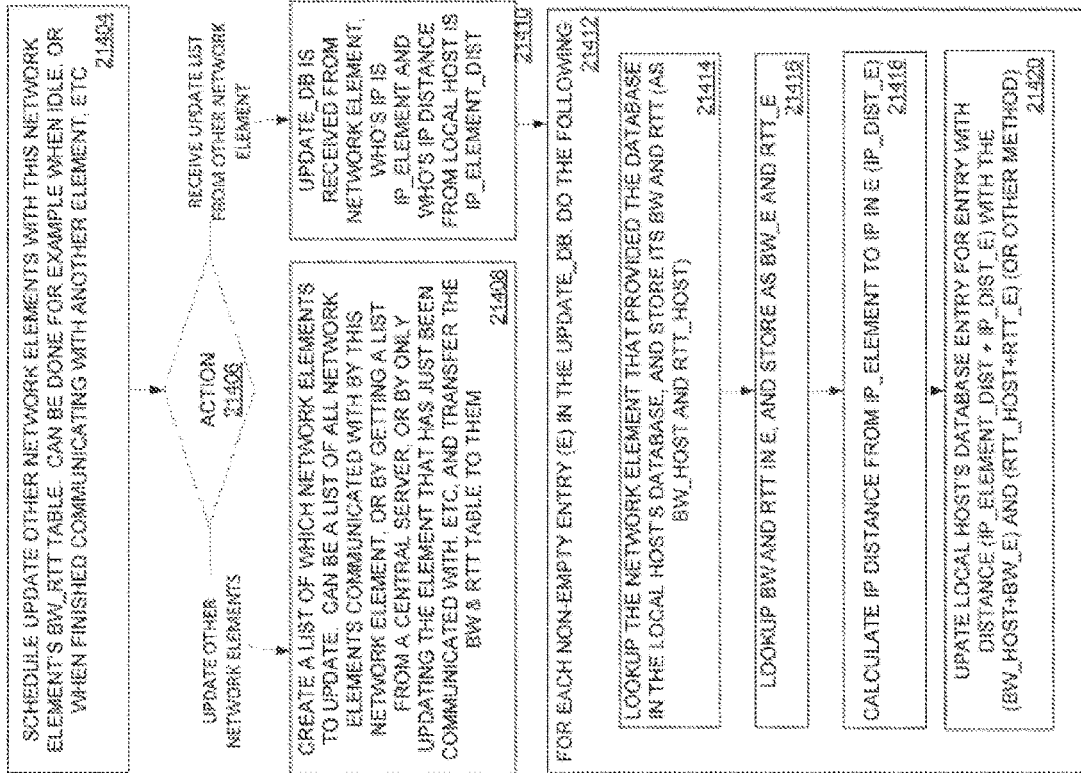 SCHEDULE UPDATE OTHER NETWORK ELEMENTS WITH THIS NETWORK
ELEMENT'S BW_RTT TABLE. CAN BE DONE FOR EXAMPLE WHEN IDLE, OR
WHEN FINISHED COMMUNICATING WITH ANOTHER ELEMENT, ETC
21404
ACTION
21406
UPDATE OTHER
NETWORK ELEMENTS
RECEIVE UPDATE LIST
FROM OTHER NETWORK
ELEMENT
CREATE A LIST OF WHICH NETWORK ELEMENTS
TO UPDATE. CAN BE A LIST OF ALL NETWORK
ELEMENTS COMMUNICATED WITH BY THIS
NETWORK ELEMENT, OR BY GETTING A LIST
FROM A CENTRAL SERVER, OR BY ONLY
UPDATING THE ELEMENT THAT HAS JUST BEEN
COMMUNICATED WITH, ETC. AND TRANSFER THE
BW & RTT TABLE TO THEM
21408
UPDATE_DB IS
RECEIVED FROM
NETWORK ELEMENT,
WHO'S IP IS
IP_ELEMENT AND
WHO'S IP DISTANCE
FROM LOCAL HOST IS
IP_ELEMENT_DIST
21410
FOR EACH NON-EMPTY ENTRY (E) IN THE UPDATE_DB, DO THE FOLLOWING:
21412
LOOKUP THE NETWORK ELEMENT THAT PROVIDED THE DATABASE
IN THE LOCAL HOST'S DATABASE, AND STORE ITS BW AND RTT (AS
BW_HOST AND RTT_HOST)
21414
LOOKUP BW AND RTT IN E, AND STORE AS BW_E AND RTT_E
21418
CALCULATE IP DISTANCE FROM IP_ELEMENT TO IP IN E (IP_DIST_E)
21416
UPATE LOCAL HOST'S DATABASE ENTRY FOR ENTRY WITH
DISTANCE (IP_ELEMENT_DIST + IP_DIST_E) WITH THE
(BW_HOST+BW_E) AND (RTT_HOST+RTT_E) (OR OTHER METHOD)
21420